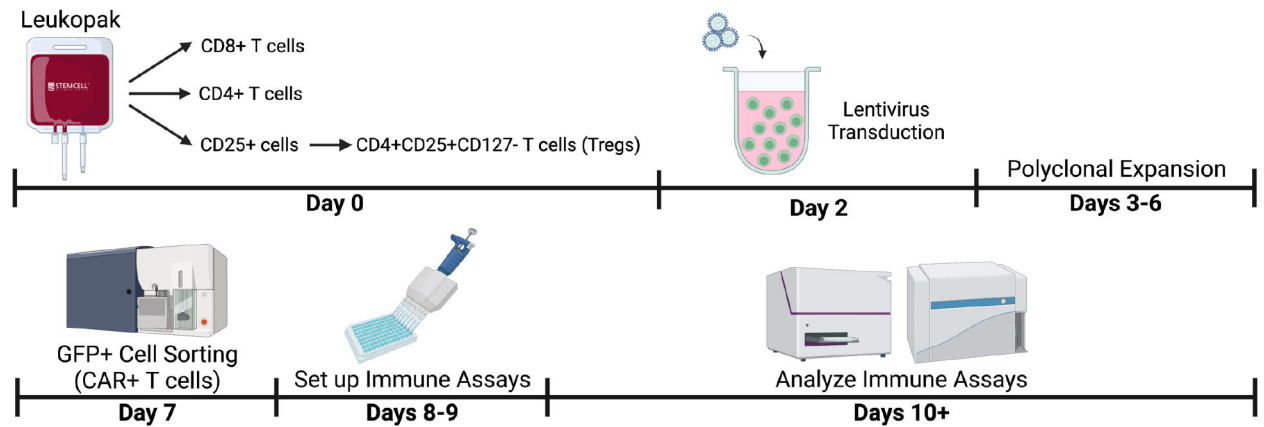 Leukopak
STEMCELL
CD8+ T cells
CD4+ T cells
CD25+ cells
CD4+CD25+CD127- T cells (Tregs)
Lentivirus
Transduction
Polyclonal Expansion
Day 0
Day 2
Days 3-6
GFP+ Cell Sorting
(CAR+ T cells)
Set up Immune Assays
Analyze Immune Assays
Day 7
Days 8-9
Days 10+